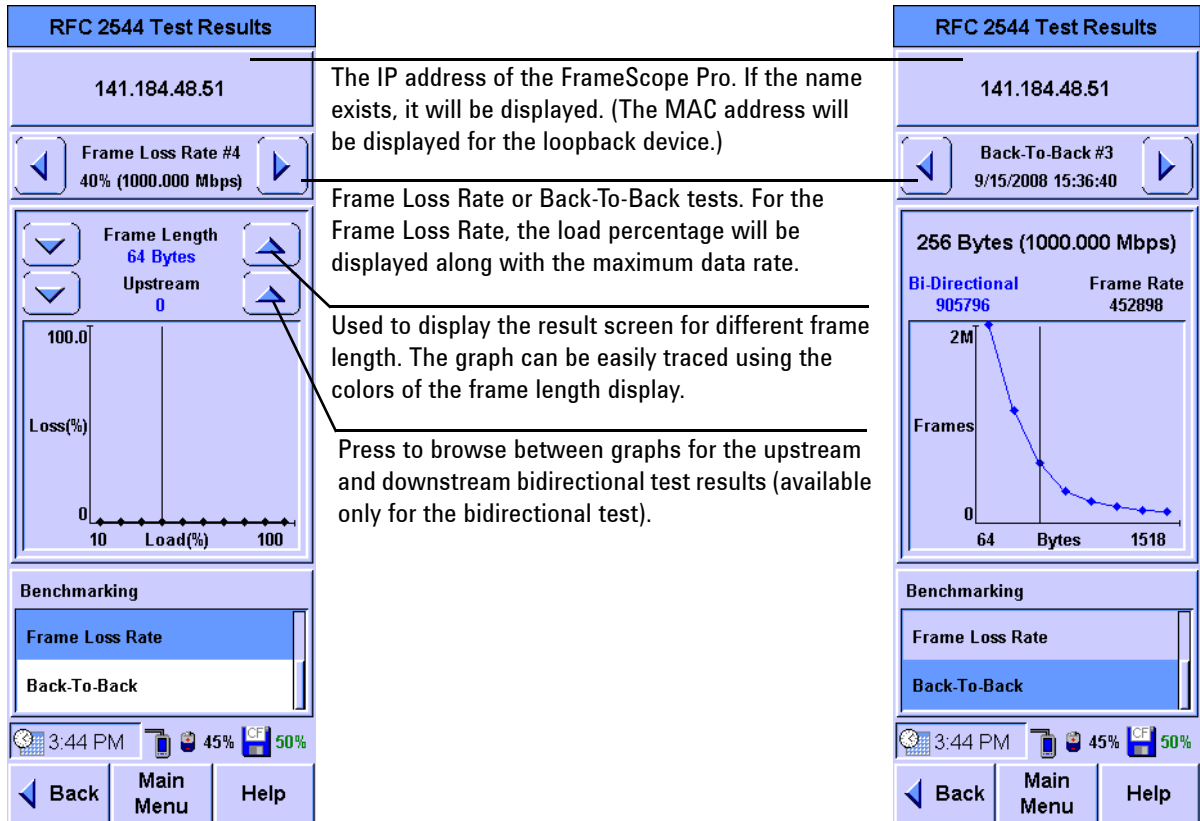 RFC 2544 Test Results
141.184.48.51
Frame Loss Rate #4
40% (1000.000 Mbps)
Frame Length
64 Bytes
Upstream
0
100.0
Loss(%)
0
10 Load(%) 100
Benchmarking
Frame Loss Rate
Back-To-Back
3:44 PM 45% CF 50%
Back
Main
Menu
Help
The IP address of the FrameScope Pro. If the name
exists, it will be displayed. (The MAC address will
be displayed for the loopback device.)
Frame Loss Rate or Back-To-Back tests. For the
Frame Loss Rate, the load percentage will be
displayed along with the maximum data rate.
Used to display the result screen for different frame
length. The graph can be easily traced using the
colors of the frame length display.
Press to browse between graphs for the upstream
and downstream bidirectional test results (available
only for the bidirectional test).
RFC 2544 Test Results
141.184.48.51
Back-To-Back #3
9/15/2008 15:36:40
256 Bytes (1000.000 Mbps)
Bi-Directional Frame Rate
905796 452898
2M
Frames
0
64 Bytes 1518
Benchmarking
Frame Loss Rate
Back-To-Back
3:44 PM 45% CF 50%
Back
Main
Menu
Help